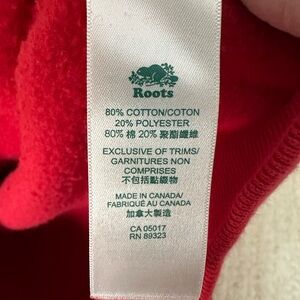 Roots
80% COTTON/COTON
20% POLYESTER
80% 棉 20% 聚酯纖維
EXCLUSIVE OF TRIMS/
GARNITURES NON
COMPRISES
不包括點綴物
MADE IN CANADA/
FABRIQUÉ AU CANADA
加拿大製造
CA 05017
RN 89323